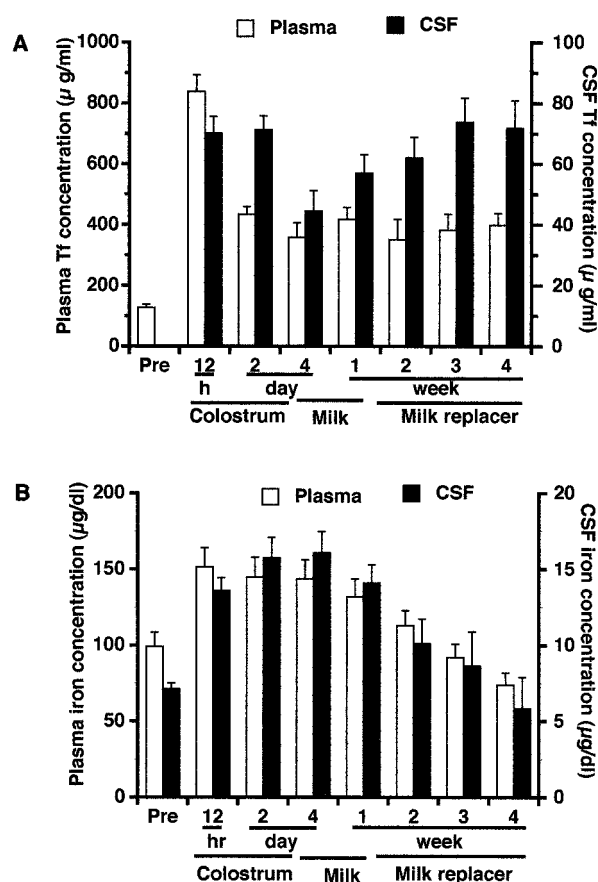 A
Plasma CSF
Plasma Tf concentration (µ g/ml)
CSF Tf concentration (µ g/ml)
1000 100
800 80
600 60
400 40
200 20
0 0
Pre 12 2 4 1 2 3 4
h day week
Colostrum Milk Milk replacer
B
Plasma CSF
Plasma iron concentration (µg/dl)
CSF iron concentration (µg/dl)
200 20
150 15
100 10
50 5
0 0
Pre 12 2 4 1 2 3 4
hr day week
Colostrum Milk Milk replacer